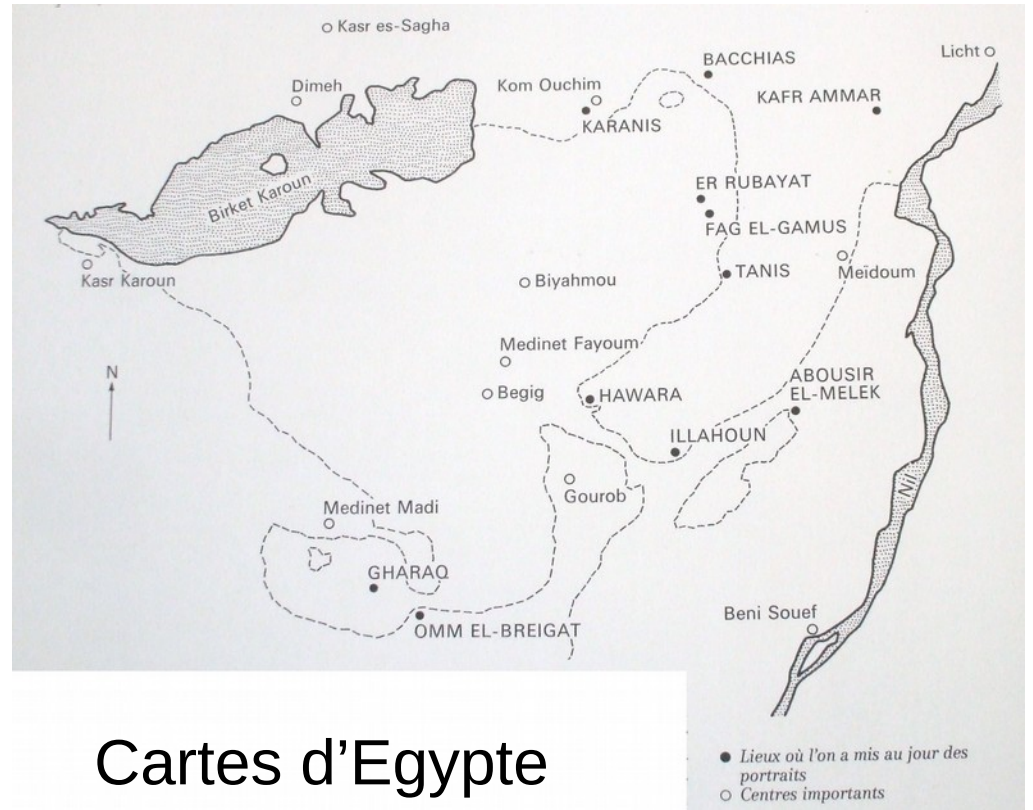 Kasr es-Sagha
Licht
BACCHIAS
Dimeh
Kom Ouchim
KAFR AMMAR
KARANIS
Birket Karoun
ER RUBAYAT
FAG EL-GAMUS
Kasr Karoun
Biyahmou
TANIS
Meïdoum
Medinet Fayoum
N
Begig
HAWARA
ABOUSIR
EL-MELEK
ILLAHOUN
Gourob
Nil
Medinet Madi
GHARAQ
OMM EL-BREIGAT
Beni Souef
Cartes d’Egypte
Lieux où l'on a mis au jour des
portraits
Centres importants